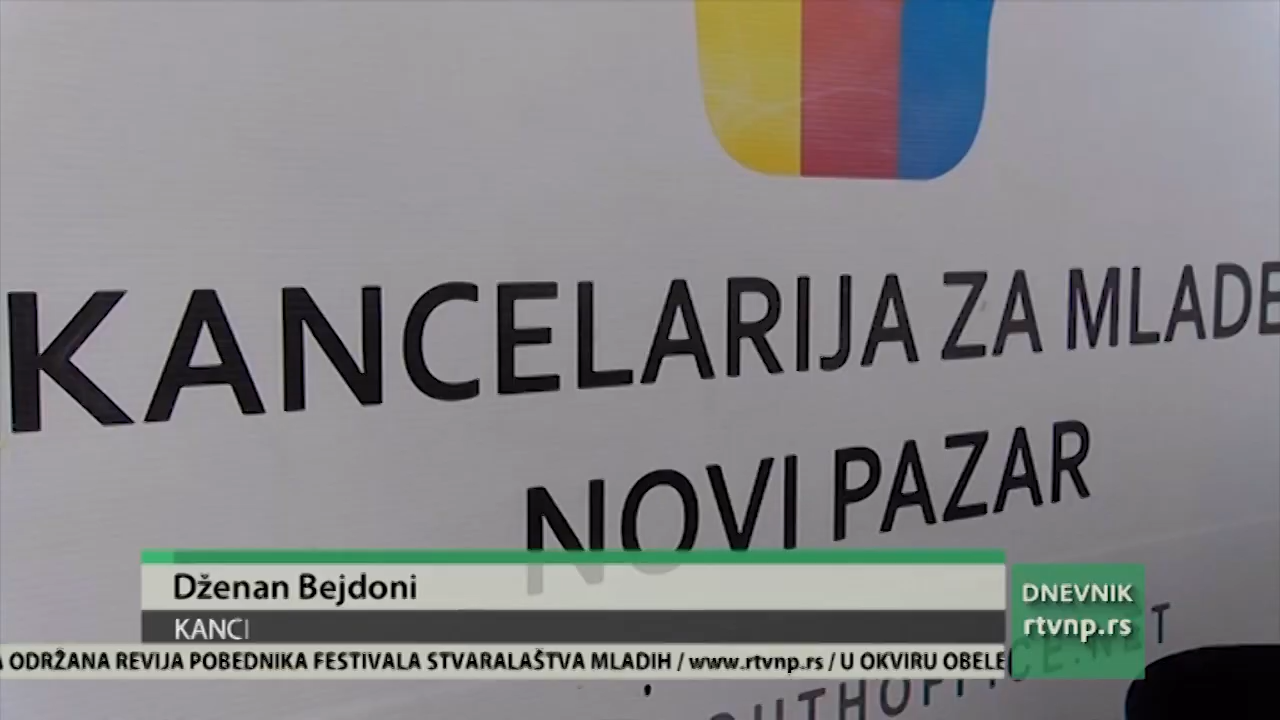 KANCELARIJA ZA MLADE
NOVI PAZAR
Dženan Bejdoni
KANCI
DNEVNIK
rtvnp.rs
ODRŽANA REVIJA POBEDNIKA FESTIVALA STVARALAŠTVA MLADIH / www.rtvnp.rs / U OKVIRU OBELE